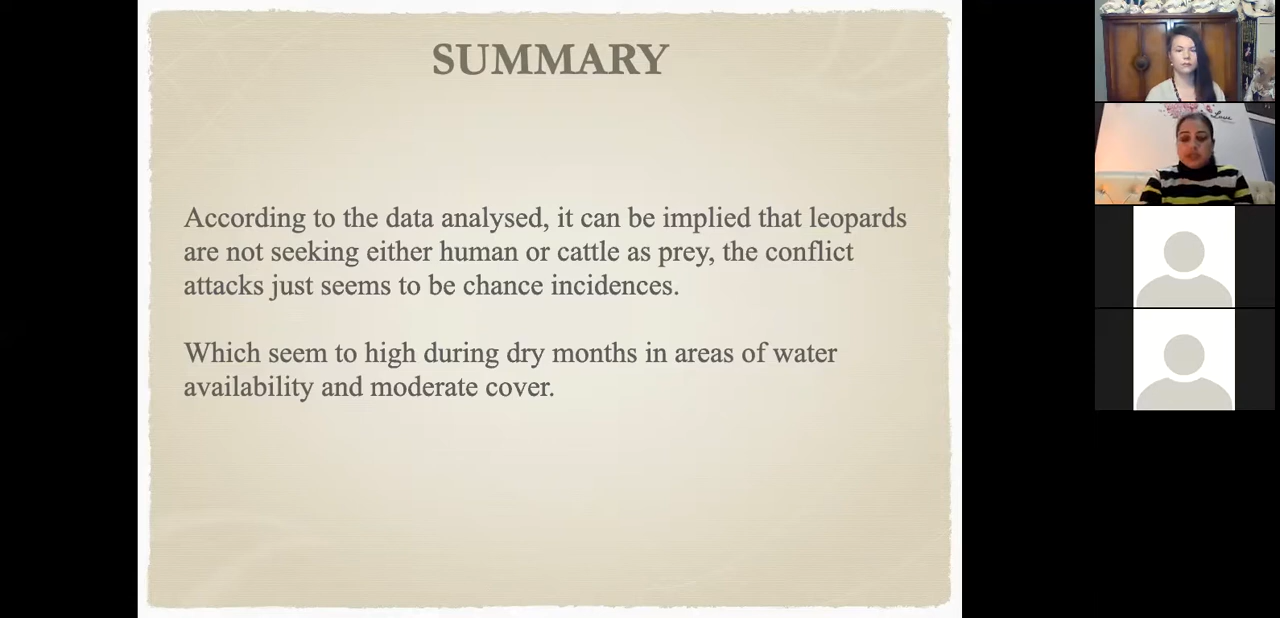 SUMMARY
According to the data analysed, it can be implied that leopards
are not seeking either human or cattle as prey, the conflict
attacks just seems to be chance incidences.
Which seem to high during dry months in areas of water
availability and moderate cover.